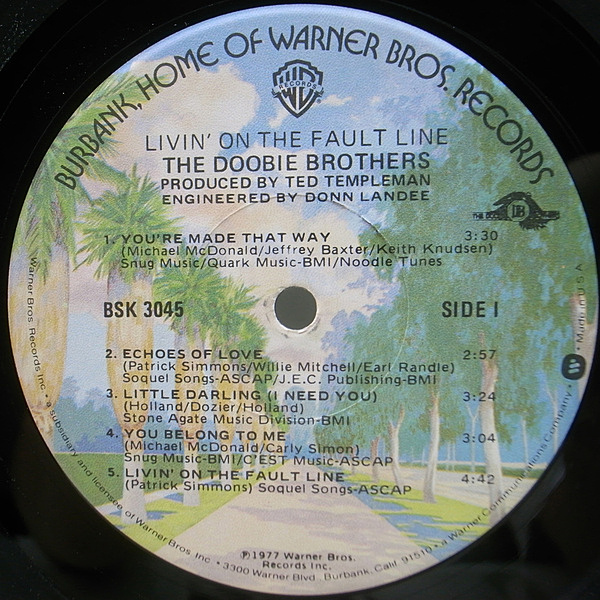 BURBANK, HOME OF WARNER BROS. RECORDS
W B
RECORDS
LIVIN' ON THE FAULT LINE
THE DOOBIE BROTHERS
PRODUCED BY TED TEMPLEMAN
ENGINEERED BY DONN LANDEE
THE DB
1. YOU'RE MADE THAT WAY 3:30
(Michael McDonald/Jeffrey Baxter/Keith Knudsen)
Snug Music/Quark Music-BMI/Noodle Tunes
BSK 3045 SIDE I
2. ECHOES OF LOVE 2:57
(Patrick Simmons/Willie Mitchell/Earl Randle)
Soquel Songs-ASCAP/J.E.C. Publishing-BMI
3. LITTLE DARLING (I NEED YOU) 3:24
(Holland/Dozier/Holland)
Stone Agate Music Division-BMI
4. YOU BELONG TO ME 3:04
(Michael McDonald/Carly Simon)
Snug Music-BMI/C'EST Music-ASCAP
5. LIVIN' ON THE FAULT LINE 4:42
(Patrick Simmons) Soquel Songs-ASCAP
℗1977 Warner Bros.
Records Inc.
Warner Bros. Records Inc. • a subsidiary and licensee of Warner Bros. Inc. • 3300 Warner Blvd., Burbank, Calif. 91510 • a Warner Communications Company • Made in U.S.A.